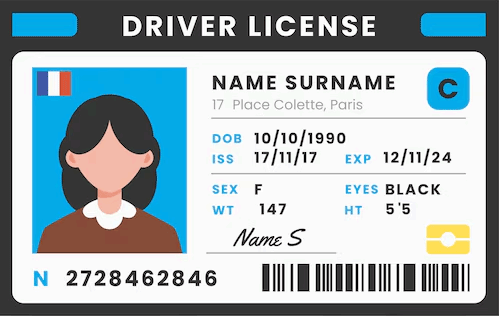 DRIVER LICENSE
NAME SURNAME
C
17 Place Colette, Paris
DOB 10/10/1990
ISS 17/11/17 EXP 12/11/24
SEX F EYES BLACK
WT 147 HT 5'5
Name S
N 2728462846